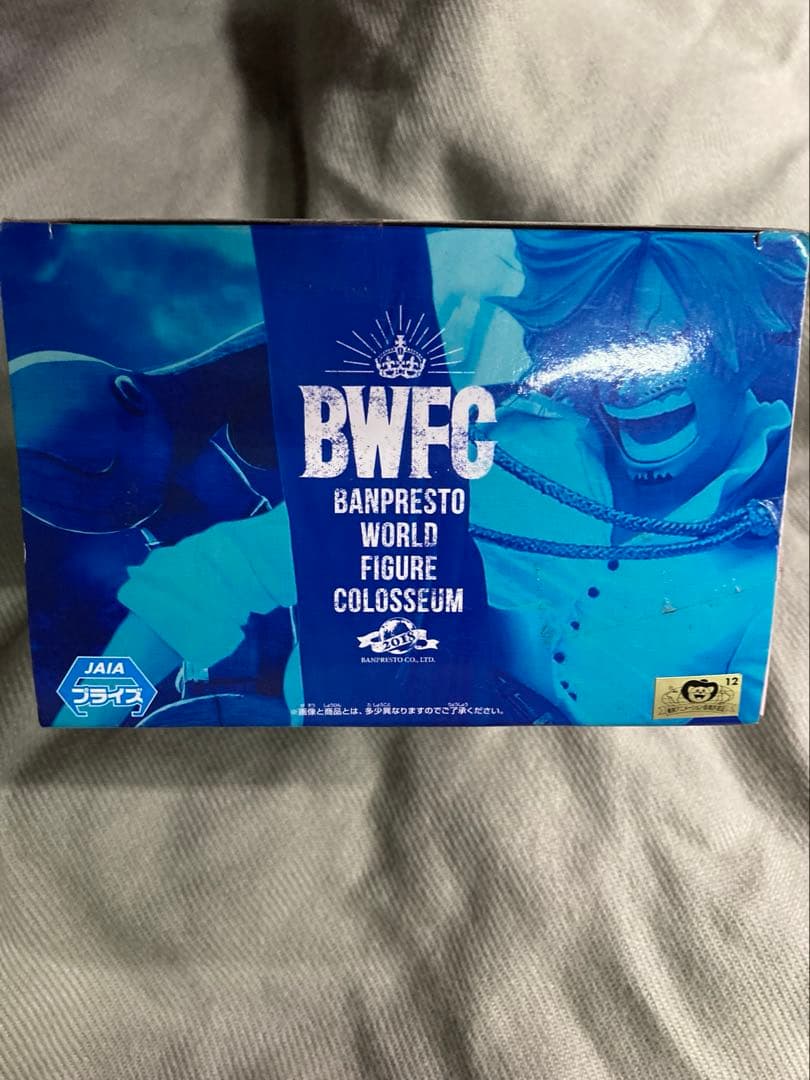 BWFC
BANPRESTO
WORLD
FIGURE
COLOSSEUM
2018
BANPRESTO CO., LTD.
JAIA
プライズ
※画像と商品とは、多少異なりますのでご了承ください。
12